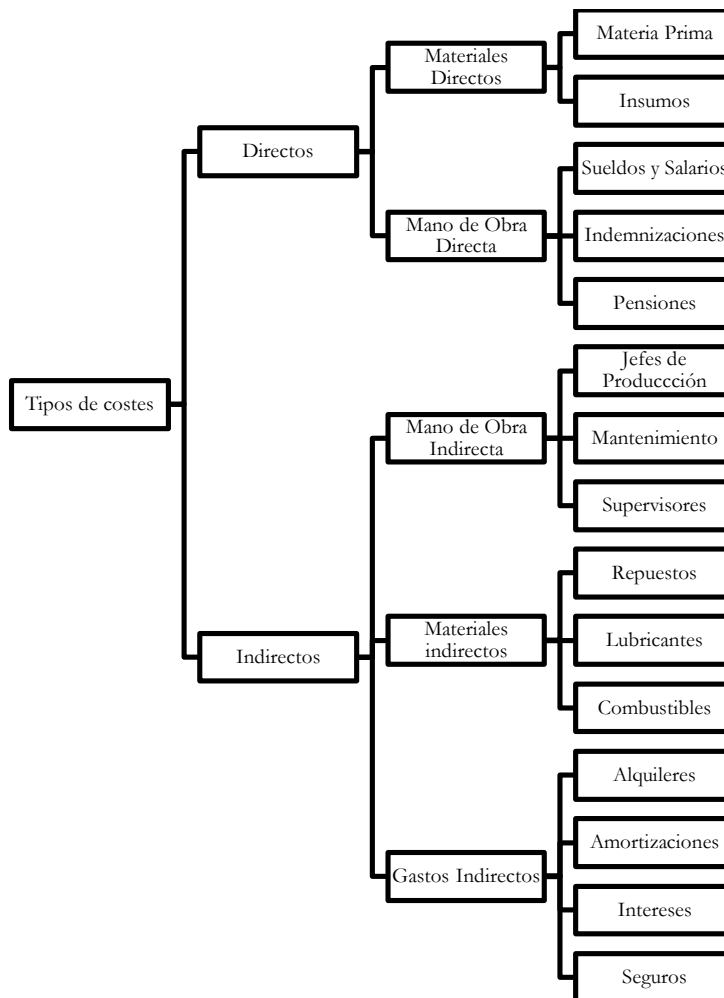 Tipos de costes
Directos
Materiales
Directos
Materia Prima
Insumos
Mano de Obra
Directa
Sueldos y Salarios
Indemnizaciones
Pensiones
Indirectos
Mano de Obra
Indirecta
Jefes de
Produccción
Mantenimiento
Supervisores
Materiales
indirectos
Repuestos
Lubricantes
Combustibles
Gastos Indirectos
Alquileres
Amortizaciones
Intereses
Seguros